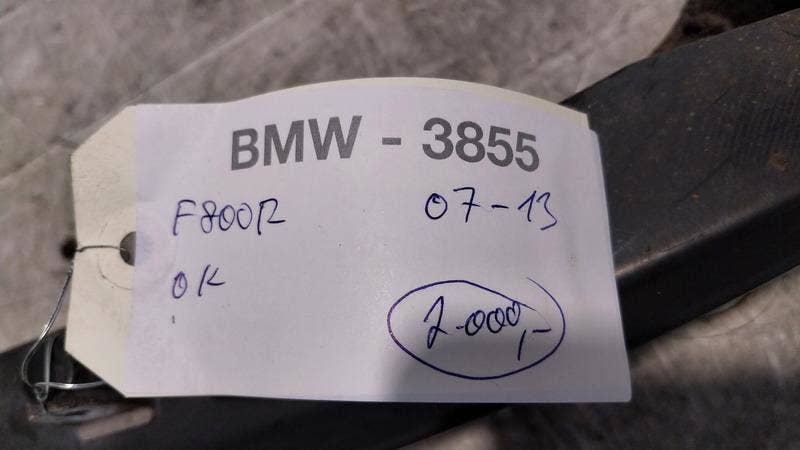 BMW - 3855
F800R 07-13
OK
2.000,-